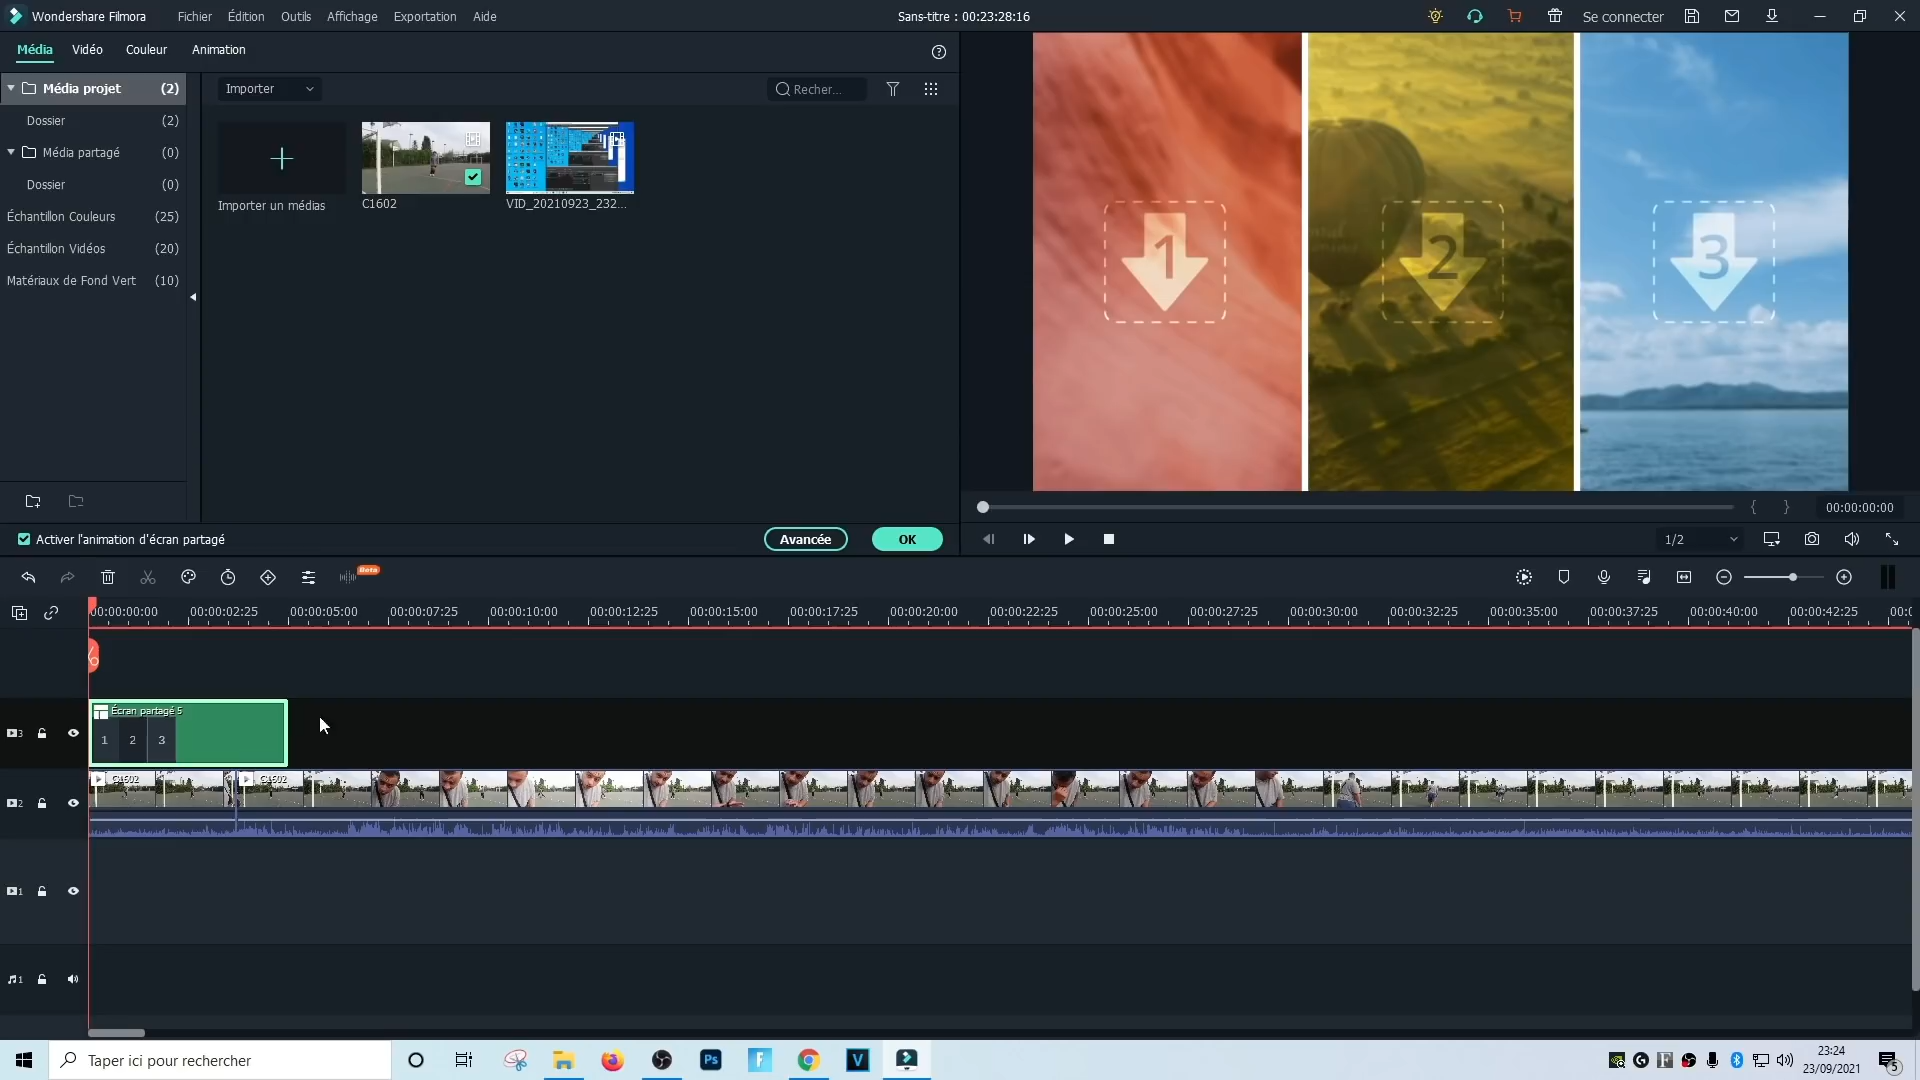 Wondershare Filmora Fichier Édition Outils Affichage Exportation Aide Sans-titre : 00:23:28:16 Se connecter
Média Vidéo Couleur Animation
Média projet (2)
Dossier (2)
Média partagé (0)
Dossier (0)
Échantillon Couleurs (25)
Échantillon Vidéos (20)
Matériaux de Fond Vert (10)
Importer Recher...
Importer un médias C1602 VID_20210923_232...
1 2 3
Activer l'animation d'écran partagé Avancée OK
00:00:00:00
1/2
Beta
00:00:00:00 00:00:02:25 00:00:05:00 00:00:07:25 00:00:10:00 00:00:12:25 00:00:15:00 00:00:17:25 00:00:20:00 00:00:22:25 00:00:25:00 00:00:27:25 00:00:30:00 00:00:32:25 00:00:35:00 00:00:37:25 00:00:40:00 00:00:42:25
Écran partagé 5
3 1 2 3
C1602 C1602
2
1
1
Taper ici pour rechercher Ps F V
23:24
23/09/2021 5